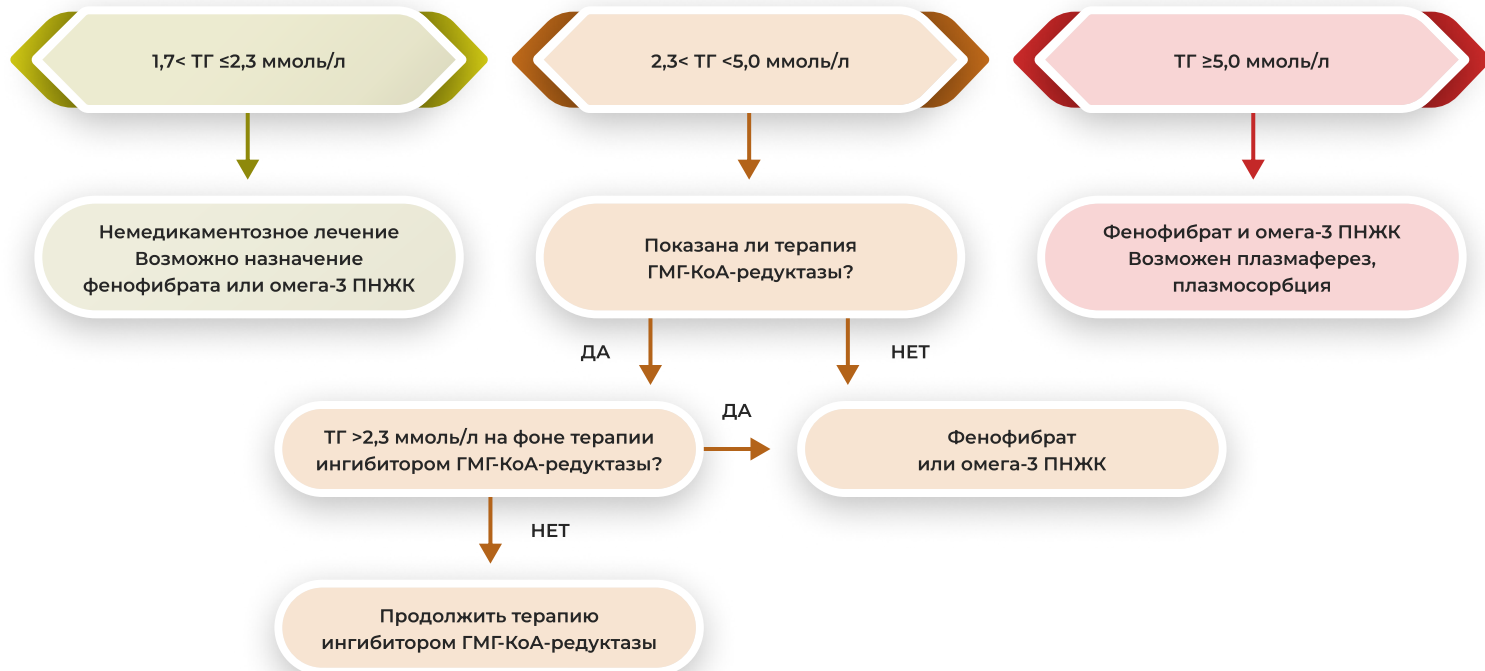 1,7< ТГ ≤2,3 ммоль/л
2,3< ТГ <5,0 ммоль/л
ТГ ≥5,0 ммоль/л
Немедикаментозное лечение
Возможно назначение
фенофибрата или омега-3 ПНЖК
Показана ли терапия
ГМГ-КоА-редуктазы?
Фенофибрат и омега-3 ПНЖК
Возможен плазмаферез,
плазмосорбция
ДА
НЕТ
ТГ >2,3 ммоль/л на фоне терапии
ингибитором ГМГ-КоА-редуктазы?
ДА
Фенофибрат
или омега-3 ПНЖК
НЕТ
Продолжить терапию
ингибитором ГМГ-КоА-редуктазы